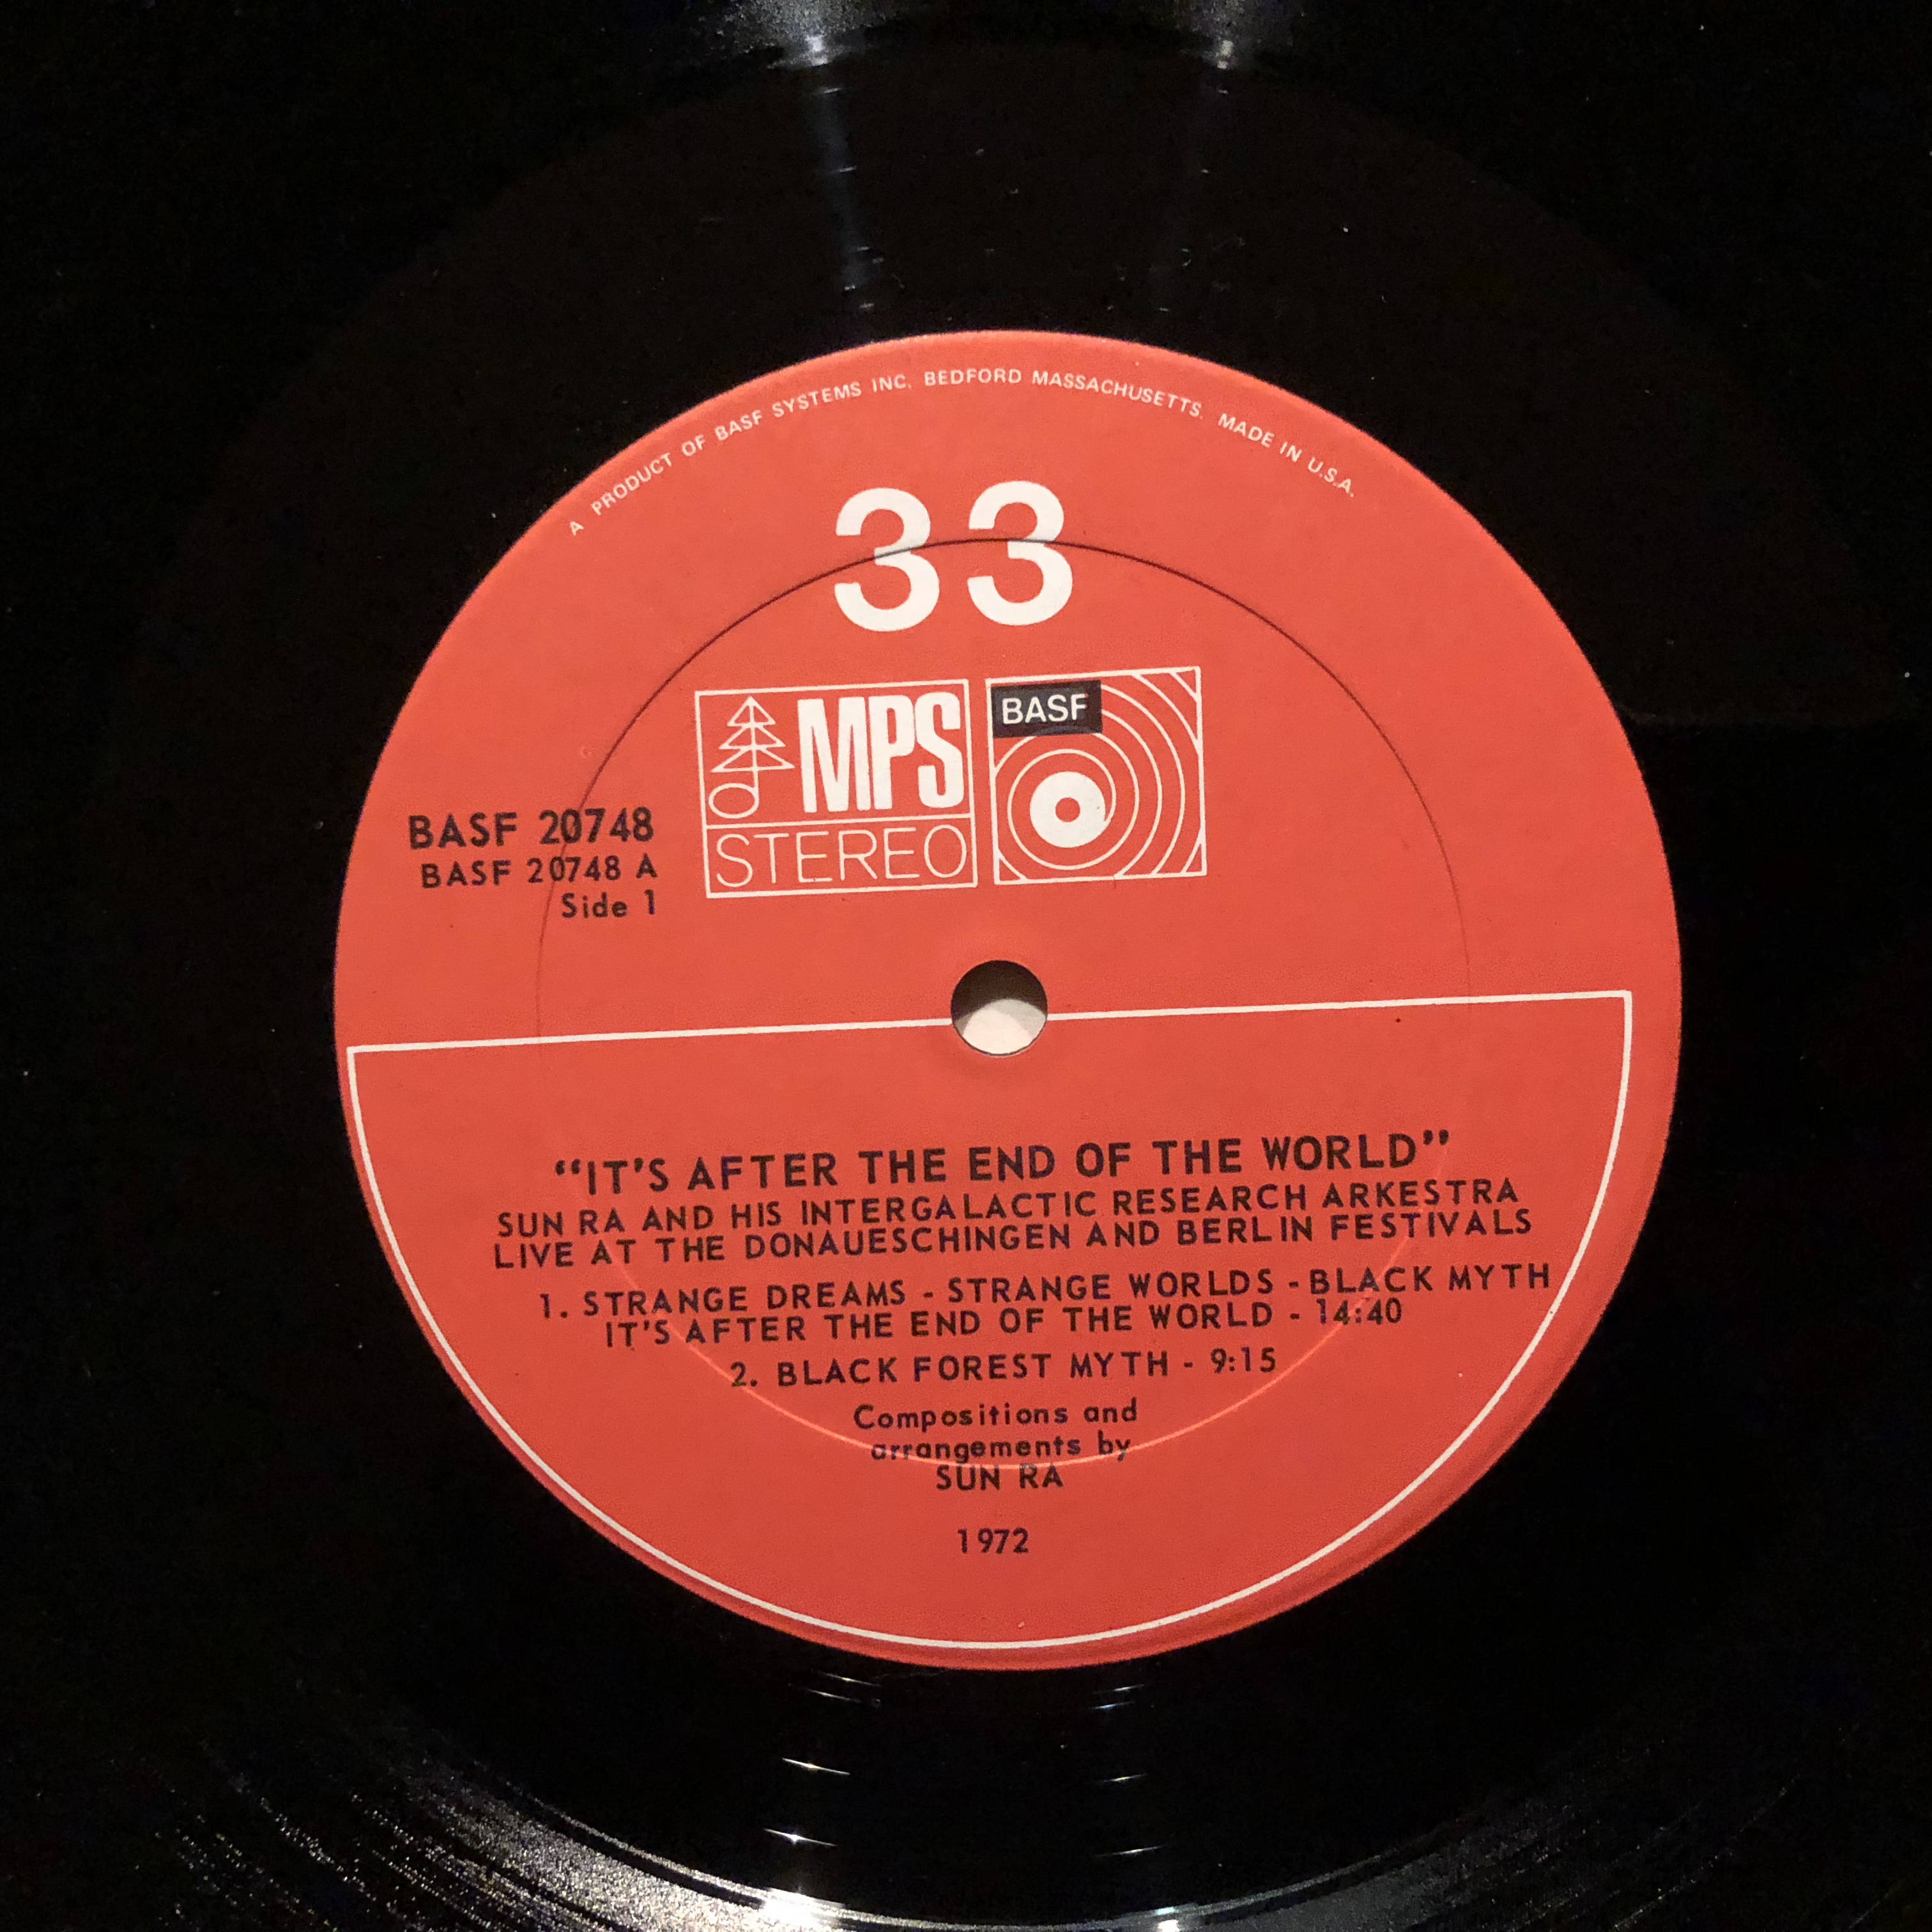 A PRODUCT OF BASF SYSTEMS INC. BEDFORD MASSACHUSETTS. MADE IN U.S.A.
33
MPS
STEREO
BASF
BASF 20748
BASF 20748 A
Side 1
“IT'S AFTER THE END OF THE WORLD”
SUN RA AND HIS INTERGALACTIC RESEARCH ARKESTRA
LIVE AT THE DONAUESCHINGEN AND BERLIN FESTIVALS
1. STRANGE DREAMS - STRANGE WORLDS - BLACK MYTH
IT'S AFTER THE END OF THE WORLD - 14:40
2. BLACK FOREST MYTH - 9:15
Compositions and
arrangements by
SUN RA
1972